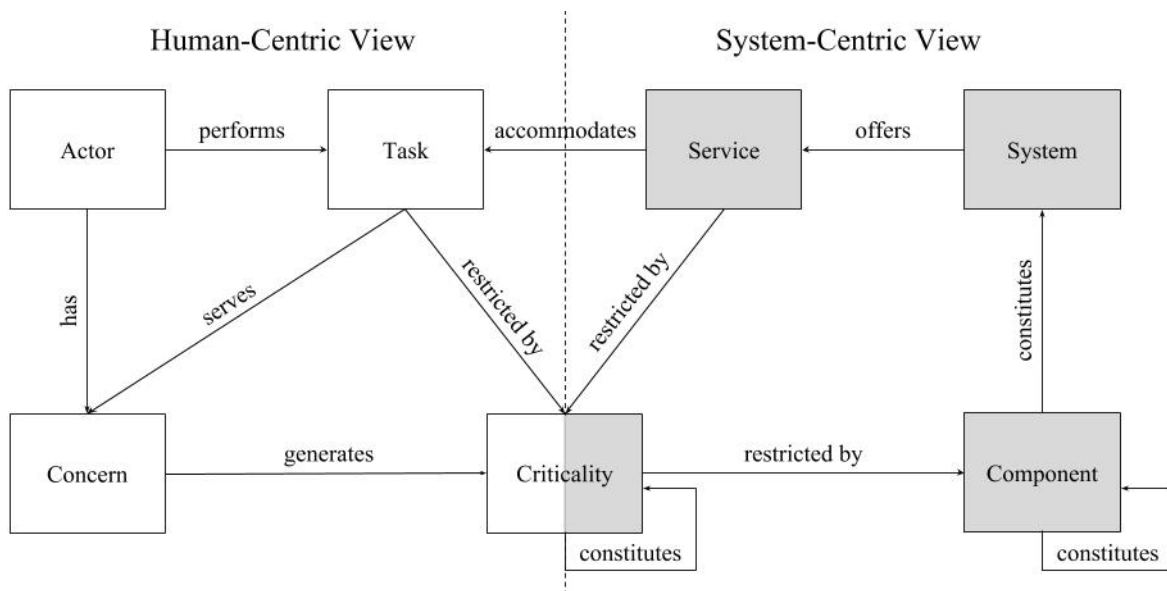 Human-Centric View
System-Centric View
Actor
performs
Task
accommodates
Service
offers
System
has
serves
restricted by
restricted by
constitutes
Concern
generates
Criticality
restricted by
Component
constitutes
constitutes